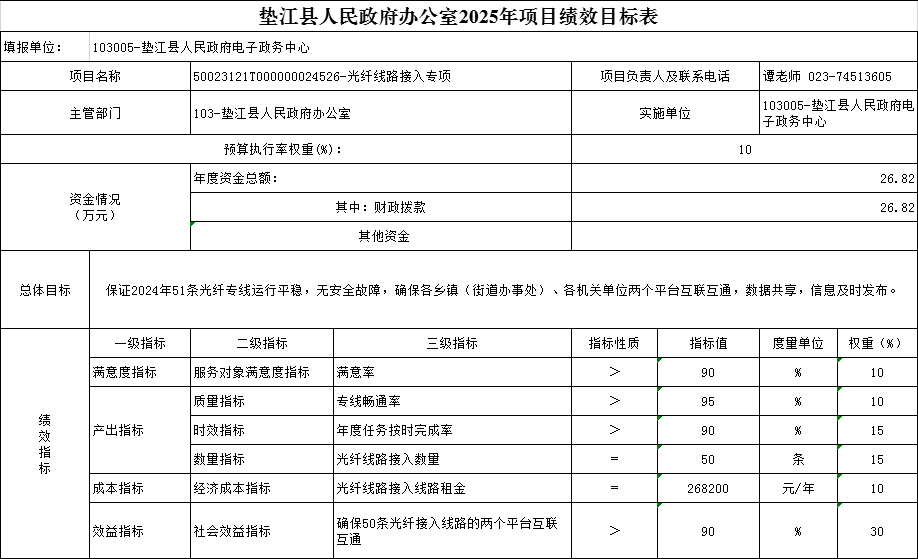 垫江县人民政府办公室2025年项目绩效目标表
填报单位： 103005-垫江县人民政府电子政务中心
项目名称 50023121T000000024526-光纤线路接入专项 项目负责人及联系电话 谭老师 023-74513605
主管部门 103-垫江县人民政府办公室 实施单位 103005-垫江县人民政府电
子政务中心
预算执行率权重(%)： 10
资金情况
（万元）
年度资金总额： 26.82
其中：财政拨款 26.82
其他资金
总体目标 保证2024年51条光纤专线运行平稳，无安全故障，确保各乡镇（街道办事处）、各机关单位两个平台互联互通，数据共享，信息及时发布。
绩
效
指
标
一级指标 二级指标 三级指标 指标性质 指标值 度量单位 权重（%）
满意度指标 服务对象满意度指标 满意率 ＞ 90 % 10
产出指标 质量指标 专线畅通率 ＞ 95 % 10
时效指标 年度任务按时完成率 ＞ 90 % 15
数量指标 光纤线路接入数量 = 50 条 15
成本指标 经济成本指标 光纤线路接入线路租金 = 268200 元/年 10
效益指标 社会效益指标 确保50条光纤接入线路的两个平台互联
互通 ＞ 90 % 30